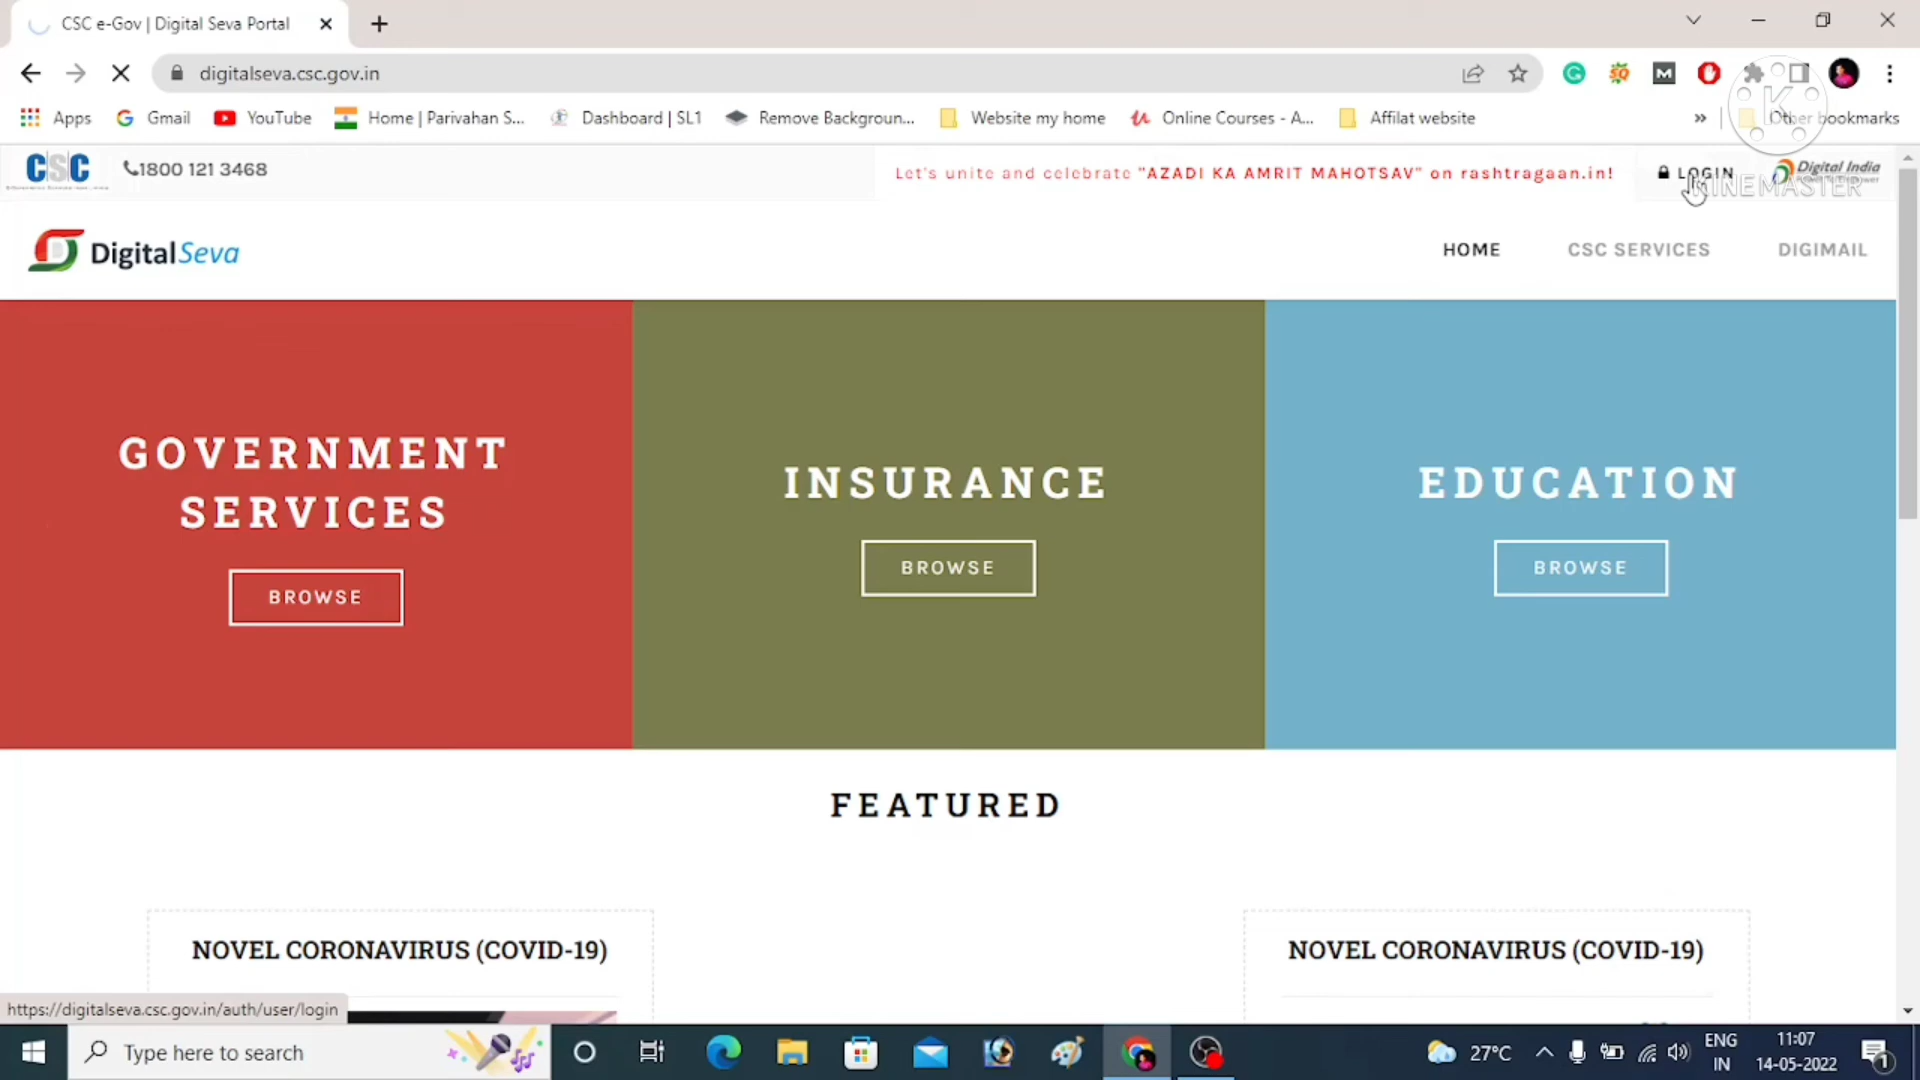 CSC e-Gov | Digital Seva Portal
digitalseva.csc.gov.in
Apps Gmail YouTube Home | Parivahan S... Dashboard | SL1 Remove Backgroun... Website my home Online Courses - A... Affilat website » Other bookmarks
CSC 1800 121 3468 Let's unite and celebrate "AZADI KA AMRIT MAHOTSAV" on rashtragaan.in! LOGIN Digital India
KINEMASTER
DigitalSeva HOME CSC SERVICES DIGIMAIL
GOVERNMENT
SERVICES
BROWSE
INSURANCE
BROWSE
EDUCATION
BROWSE
FEATURED
NOVEL CORONAVIRUS (COVID-19)
NOVEL CORONAVIRUS (COVID-19)
https://digitalseva.csc.gov.in/auth/user/login
Type here to search
27°C
ENG
IN
11:07
14-05-2022
1